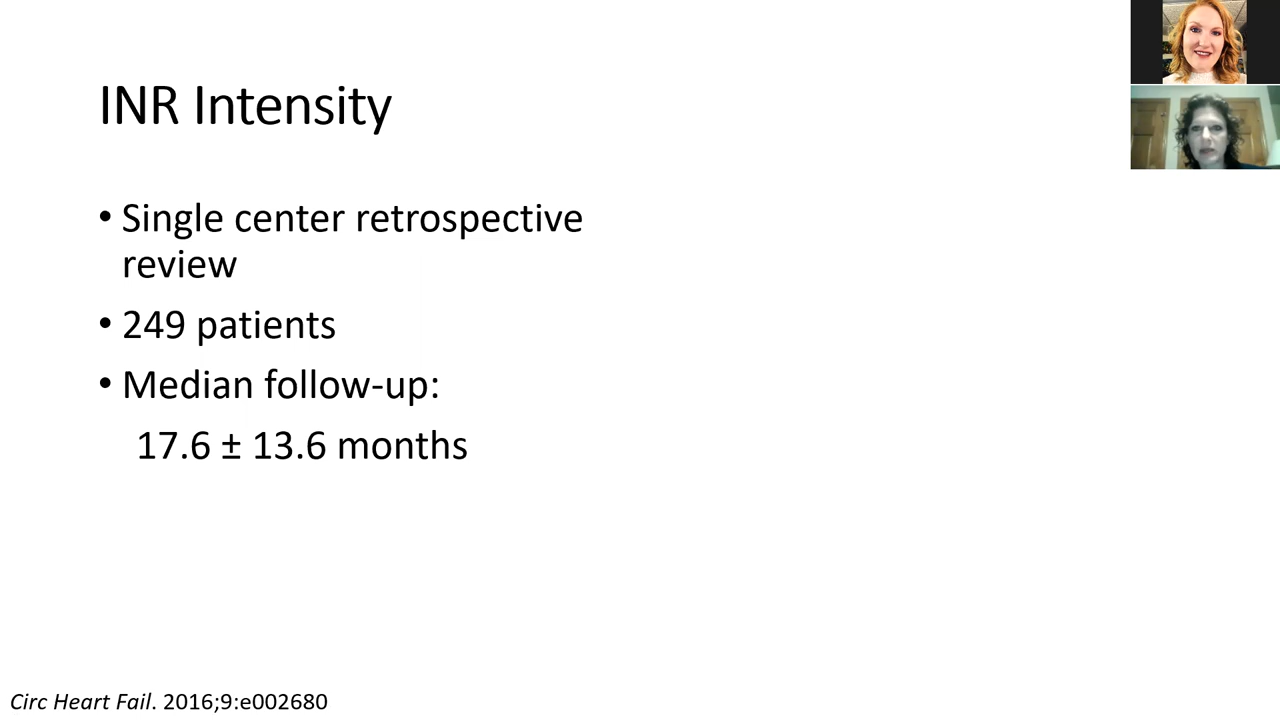 INR Intensity
• Single center retrospective
review
• 249 patients
• Median follow-up:
17.6 ± 13.6 months
Circ Heart Fail. 2016;9:e002680